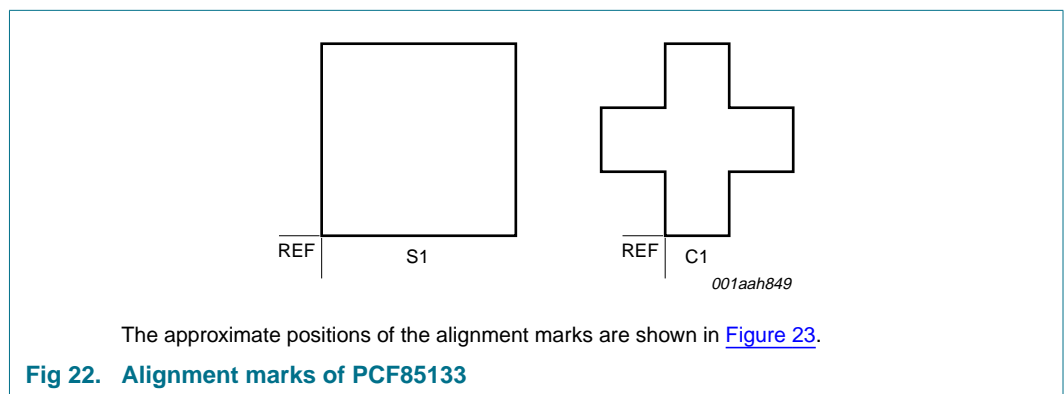 REF
S1
REF
C1
001aah849
The approximate positions of the alignment marks are shown in Figure 23.
Fig 22. Alignment marks of PCF85133